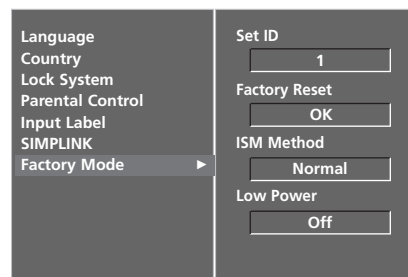 Language
Country
Lock System
Parental Control
Input Label
SIMPLINK
Factory Mode ►
Set ID
1
Factory Reset
OK
ISM Method
Normal
Low Power
Off